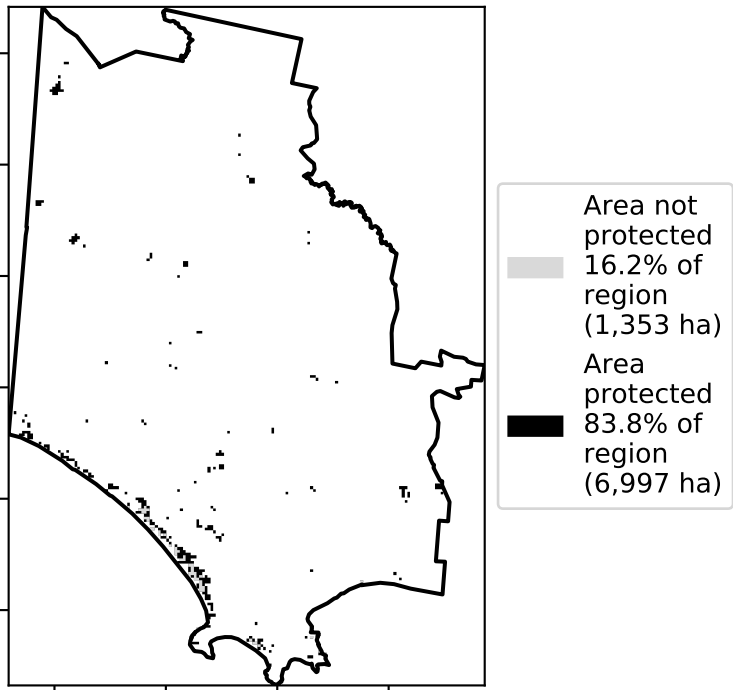 Area not
protected
16.2% of
region
(1,353 ha)
Area
protected
83.8% of
region
(6,997 ha)